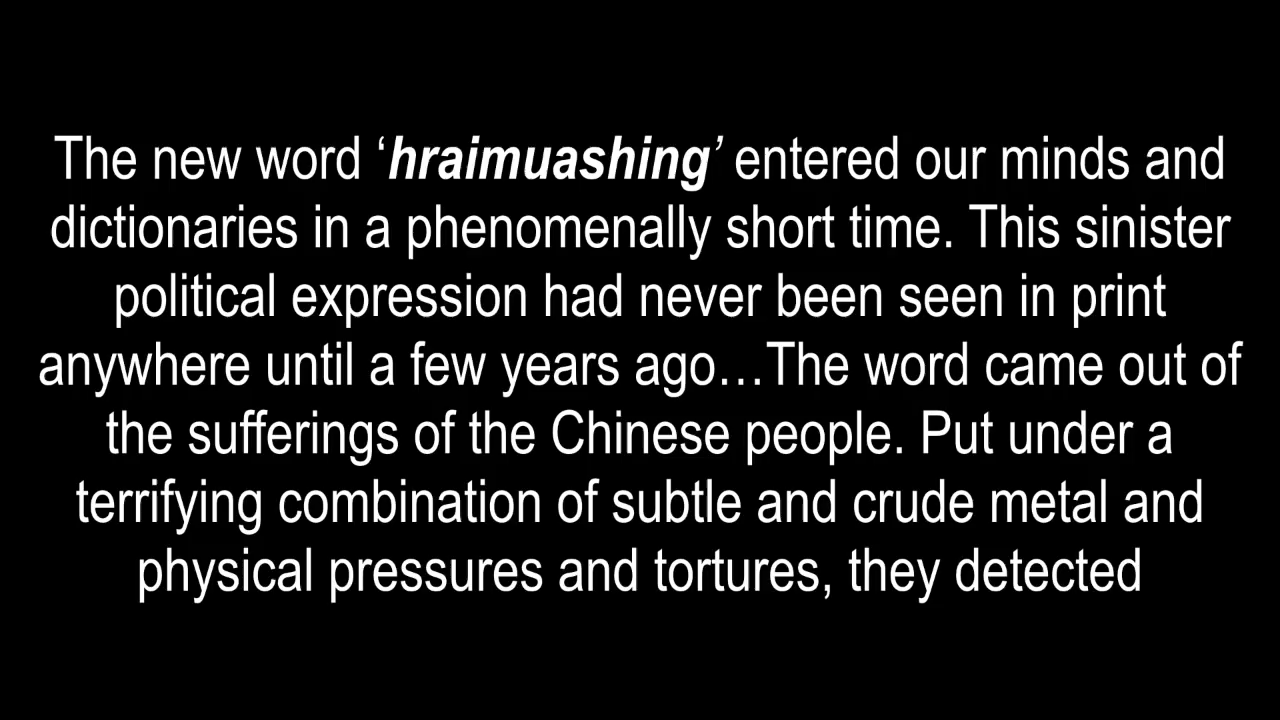 The new word ‘hraimuashing’ entered our minds and
dictionaries in a phenomenally short time. This sinister
political expression had never been seen in print
anywhere until a few years ago…The word came out of
the sufferings of the Chinese people. Put under a
terrifying combination of subtle and crude metal and
physical pressures and tortures, they detected